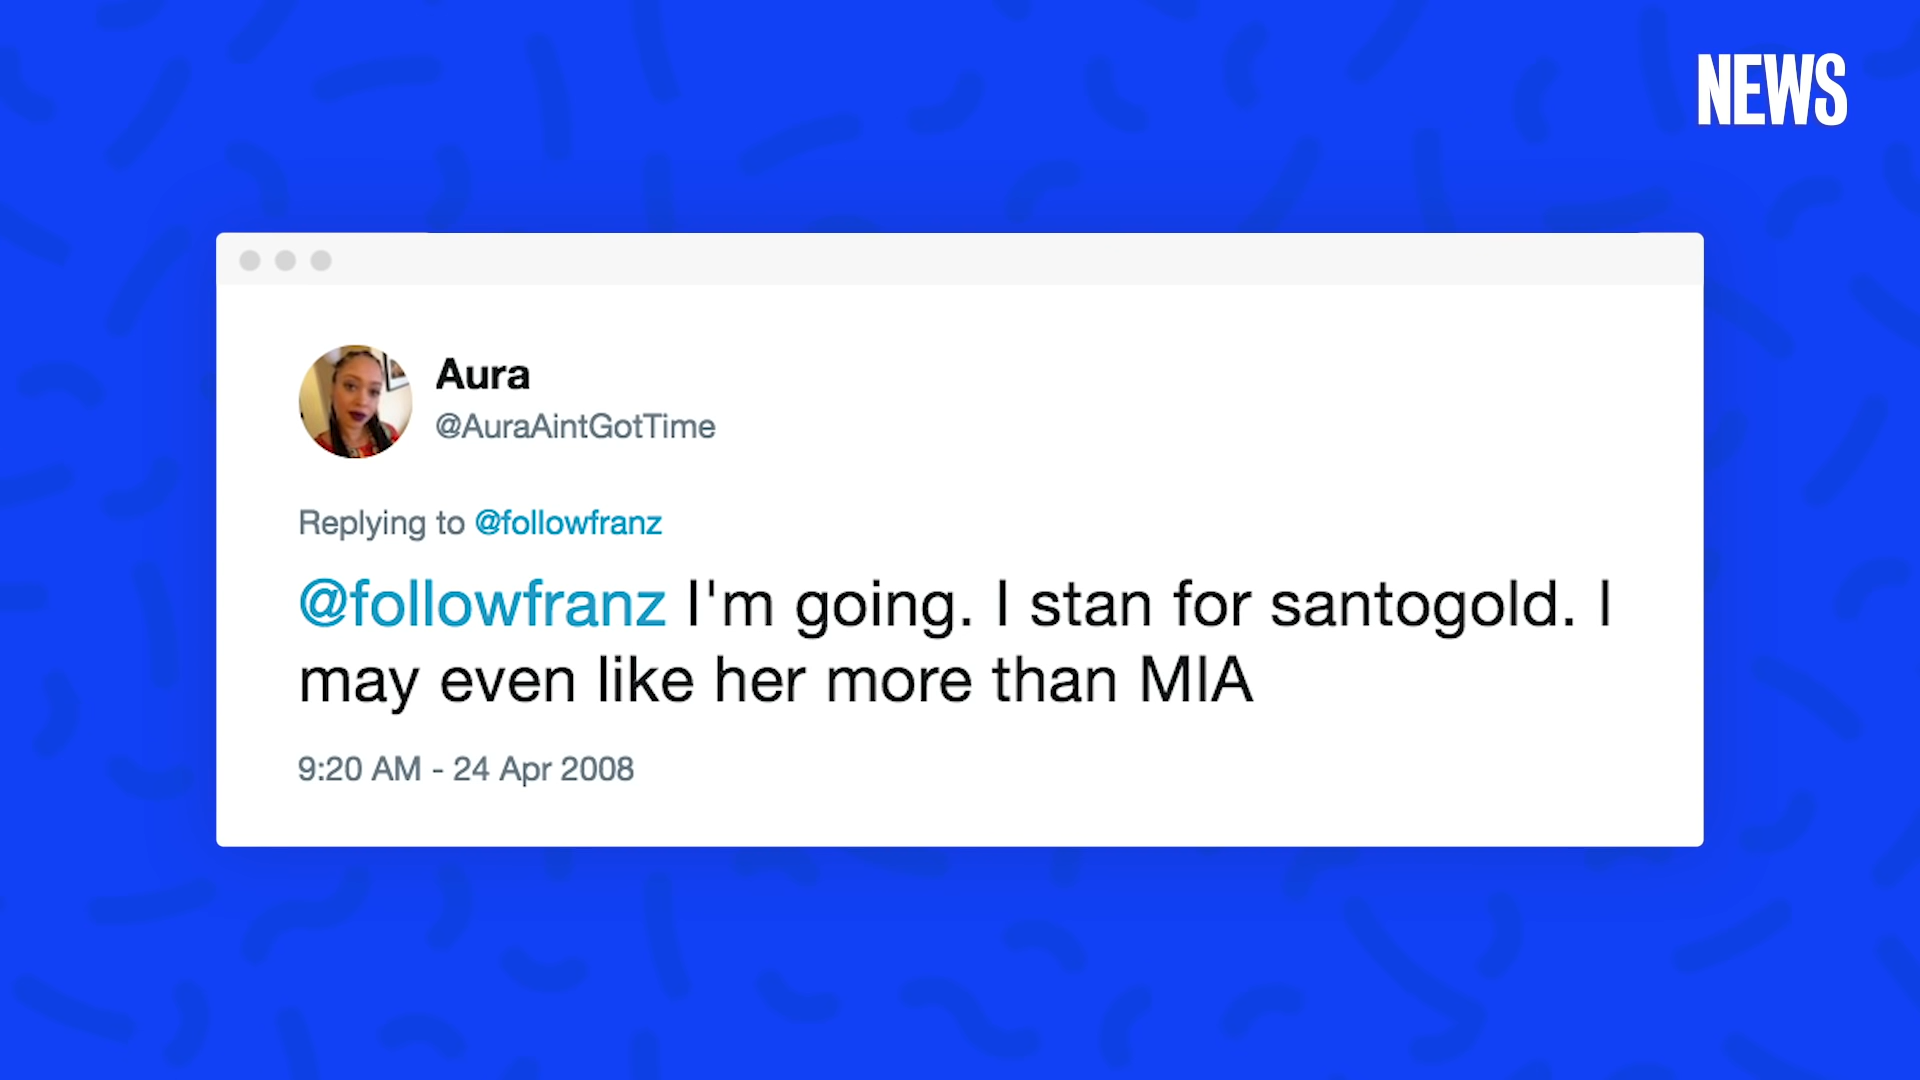 NEWS
Aura
@AuraAintGotTime
Replying to @followfranz
@followfranz I'm going. I stan for santogold. I
may even like her more than MIA
9:20 AM - 24 Apr 2008